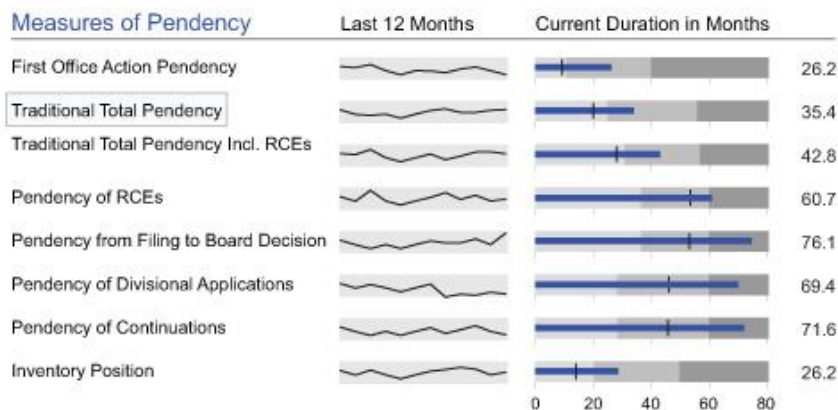 Measures of Pendency Last 12 Months Current Duration in Months
First Office Action Pendency 26.2
Traditional Total Pendency 35.4
Traditional Total Pendency Incl. RCEs 42.8
Pendency of RCEs 60.7
Pendency from Filing to Board Decision 76.1
Pendency of Divisional Applications 69.4
Pendency of Continuations 71.6
Inventory Position 26.2
0 20 40 60 80